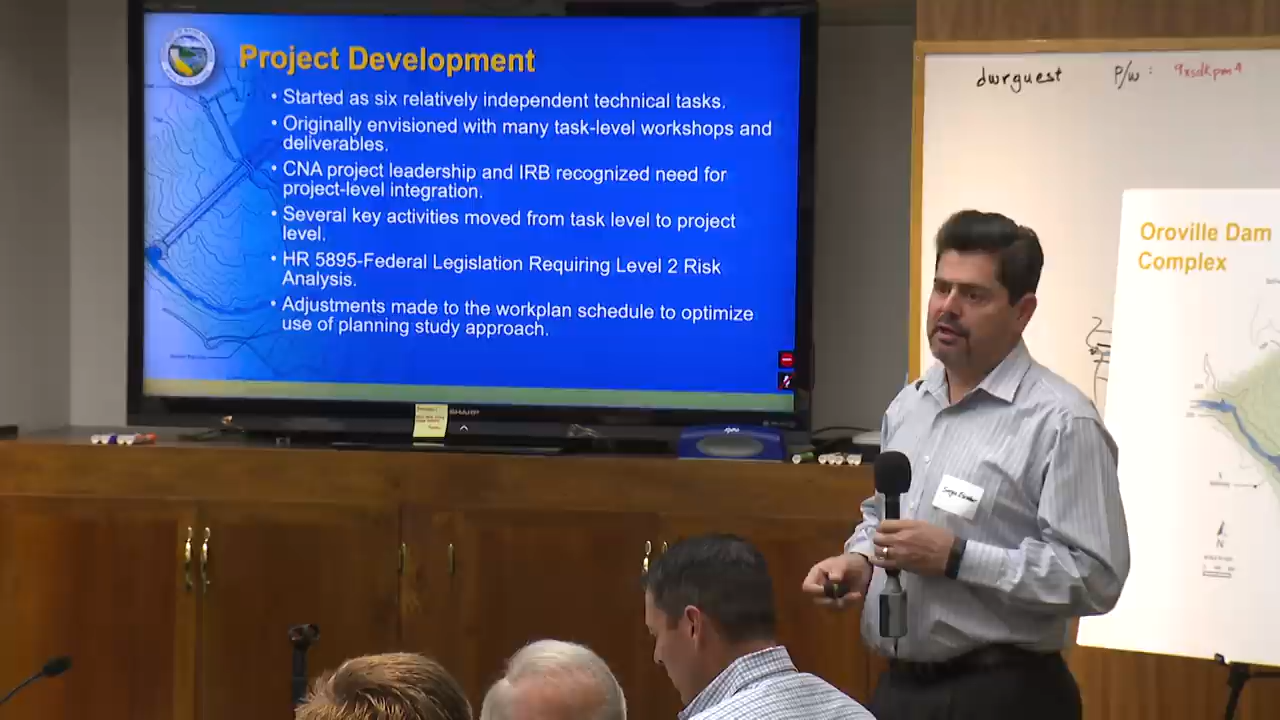 Project Development
• Started as six relatively independent technical tasks.
• Originally envisioned with many task-level workshops and
deliverables.
• CNA project leadership and IRB recognized need for
project-level integration.
• Several key activities moved from task level to project
level.
• HR 5895-Federal Legislation Requiring Level 2 Risk
Analysis.
• Adjustments made to the workplan schedule to optimize
use of planning study approach.
SHARP
dwrguest P/w:
Oroville Dam
Complex
N